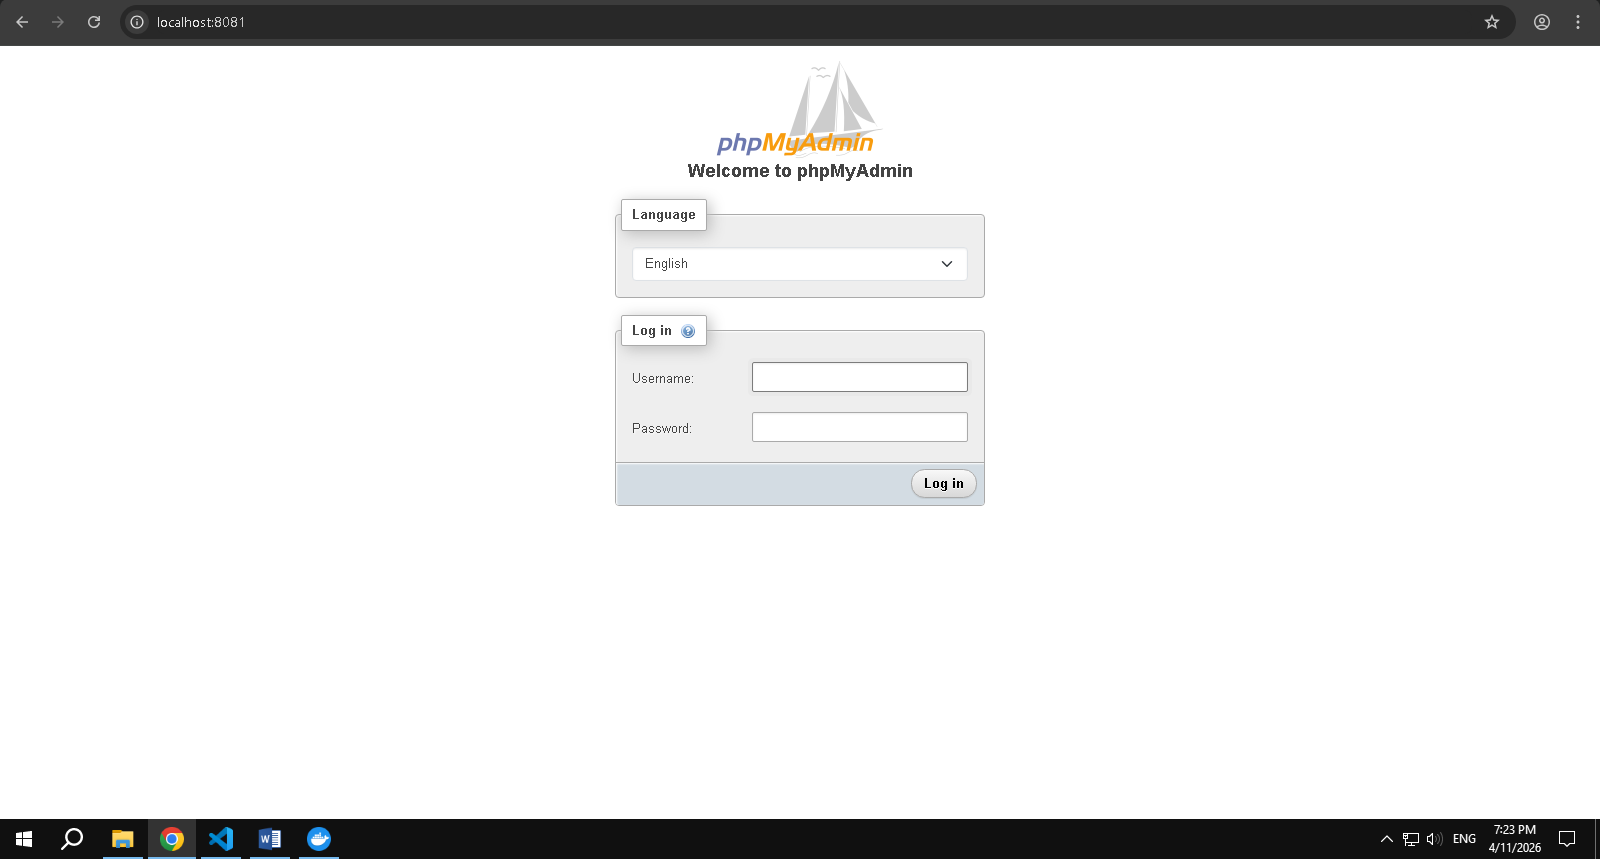 localhost:8081
phpMyAdmin
Welcome to phpMyAdmin
Language
English
Log in
Username:
Password:
Log in
ENG
7:23 PM
4/11/2026